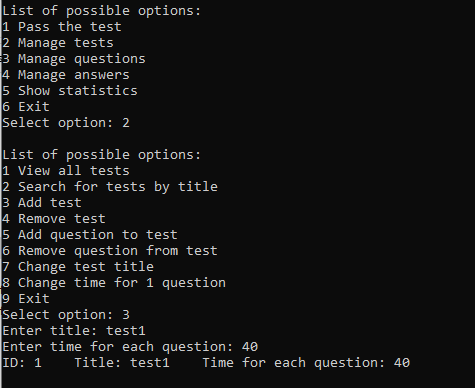 List of possible options:
1 Pass the test
2 Manage tests
3 Manage questions
4 Manage answers
5 Show statistics
6 Exit
Select option: 2

List of possible options:
1 View all tests
2 Search for tests by title
3 Add test
4 Remove test
5 Add question to test
6 Remove question from test
7 Change test title
8 Change time for 1 question
9 Exit
Select option: 3
Enter title: test1
Enter time for each question: 40
ID: 1    Title: test1    Time for each question: 40